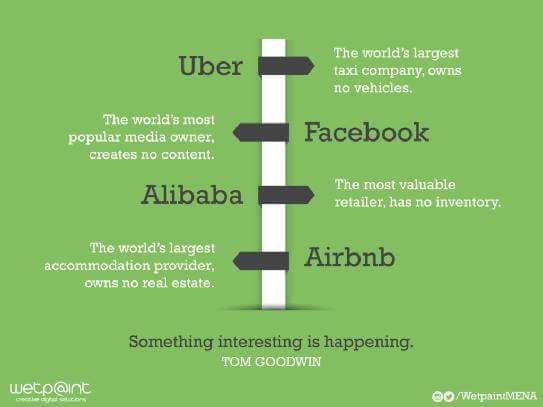 Uber
The world's largest
taxi company, owns
no vehicles.
The world's most
popular media owner,
creates no content.
Facebook
Alibaba
The most valuable
retailer, has no inventory.
The world's largest
accommodation provider,
owns no real estate.
Airbnb
Something interesting is happening.
TOM GOODWIN
wetp@int
creative digital solutions
/WetpaintMENA